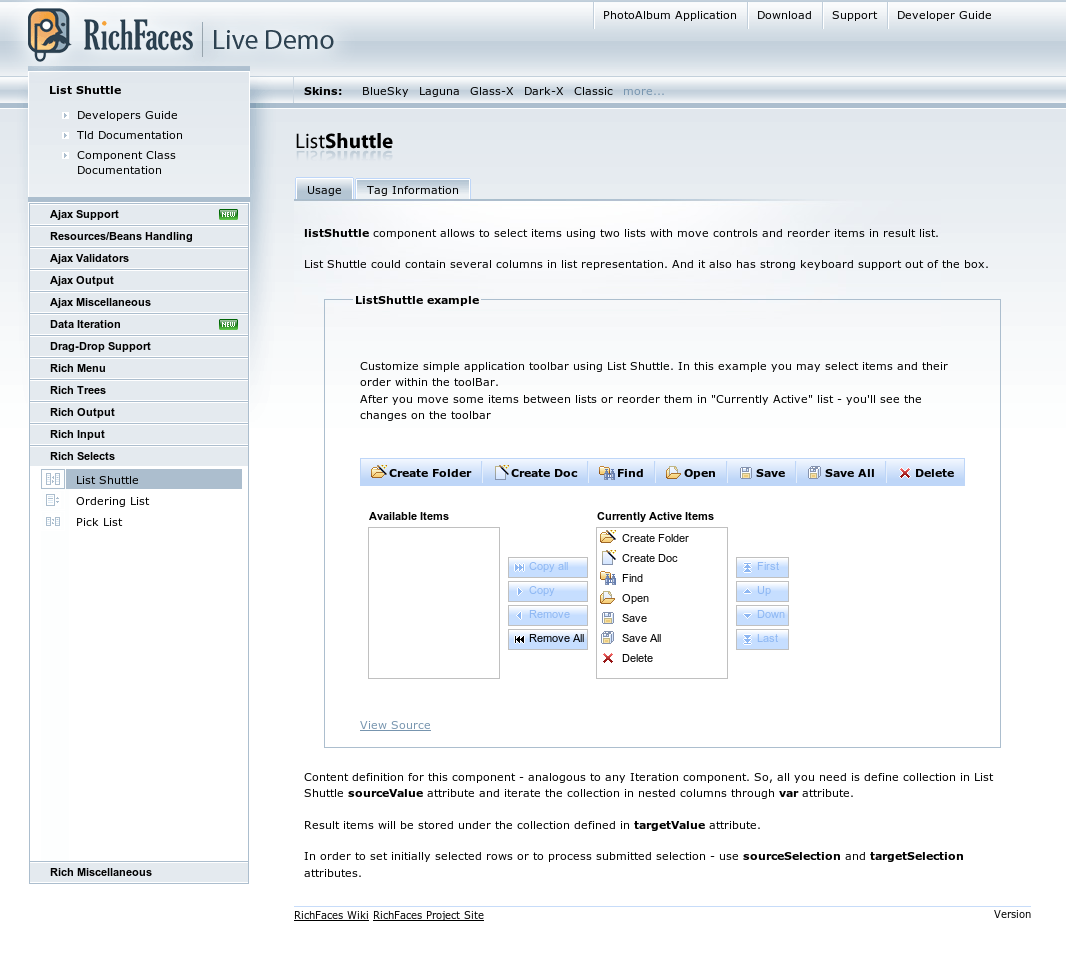 PhotoAlbum Application
Download
Support
Developer Guide
RichFaces
Live Demo
Skins:
BlueSky
Laguna
Glass-X
Dark-X
Classic
more...
List Shuttle
Developers Guide
Tld Documentation
Component Class
Documentation
Ajax Support
NEW
Resources/Beans Handling
Ajax Validators
Ajax Output
Ajax Miscellaneous
Data Iteration
NEW
Drag-Drop Support
Rich Menu
Rich Trees
Rich Output
Rich Input
Rich Selects
List Shuttle
Ordering List
Pick List
Rich Miscellaneous
ListShuttle
Usage
Tag Information
listShuttle component allows to select items using two lists with move controls and reorder items in result list.
List Shuttle could contain several columns in list representation. And it also has strong keyboard support out of the box.
ListShuttle example
Customize simple application toolbar using List Shuttle. In this example you may select items and their
order within the toolBar.
After you move some items between lists or reorder them in "Currently Active" list - you'll see the
changes on the toolbar
Create Folder
Create Doc
Find
Open
Save
Save All
Delete
Available Items
Copy all
Copy
Remove
Remove All
Currently Active Items
Create Folder
Create Doc
Find
Open
Save
Save All
Delete
First
Up
Down
Last
View Source
Content definition for this component - analogous to any Iteration component. So, all you need is define collection in List
Shuttle sourceValue attribute and iterate the collection in nested columns through var attribute.
Result items will be stored under the collection defined in targetValue attribute.
In order to set initially selected rows or to process submitted selection - use sourceSelection and targetSelection
attributes.
RichFaces Wiki
RichFaces Project Site
Version